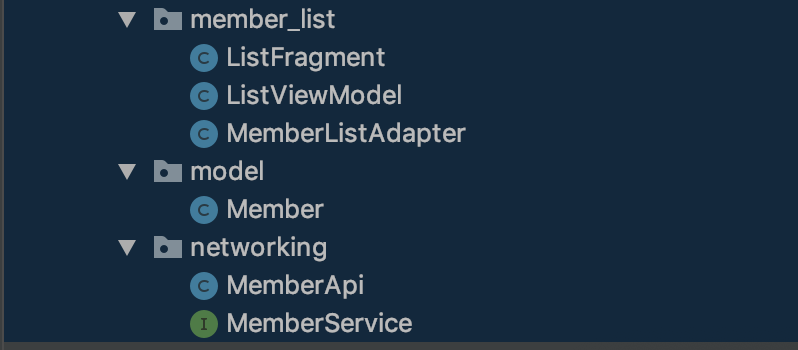 member_list
C ListFragment
C ListViewModel
C MemberListAdapter
model
C Member
networking
C MemberApi
I MemberService